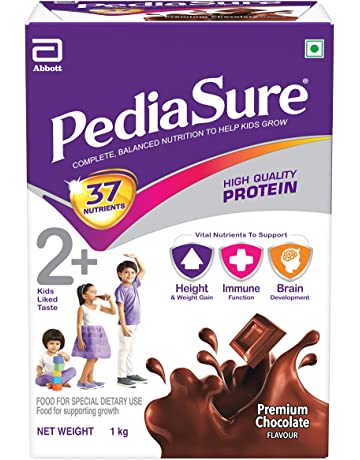 Abbott
PediaSure®
COMPLETE, BALANCED NUTRITION TO HELP KIDS GROW
37
NUTRIENTS
HIGH QUALITY
PROTEIN
2+
Kids
Liked
Taste
Vital Nutrients To Support
Height
& Weight Gain
Immune
Function
Brain
Development
FOOD FOR SPECIAL DIETARY USE
Food for supporting growth
NET WEIGHT 1 kg
Premium
Chocolate
FLAVOUR